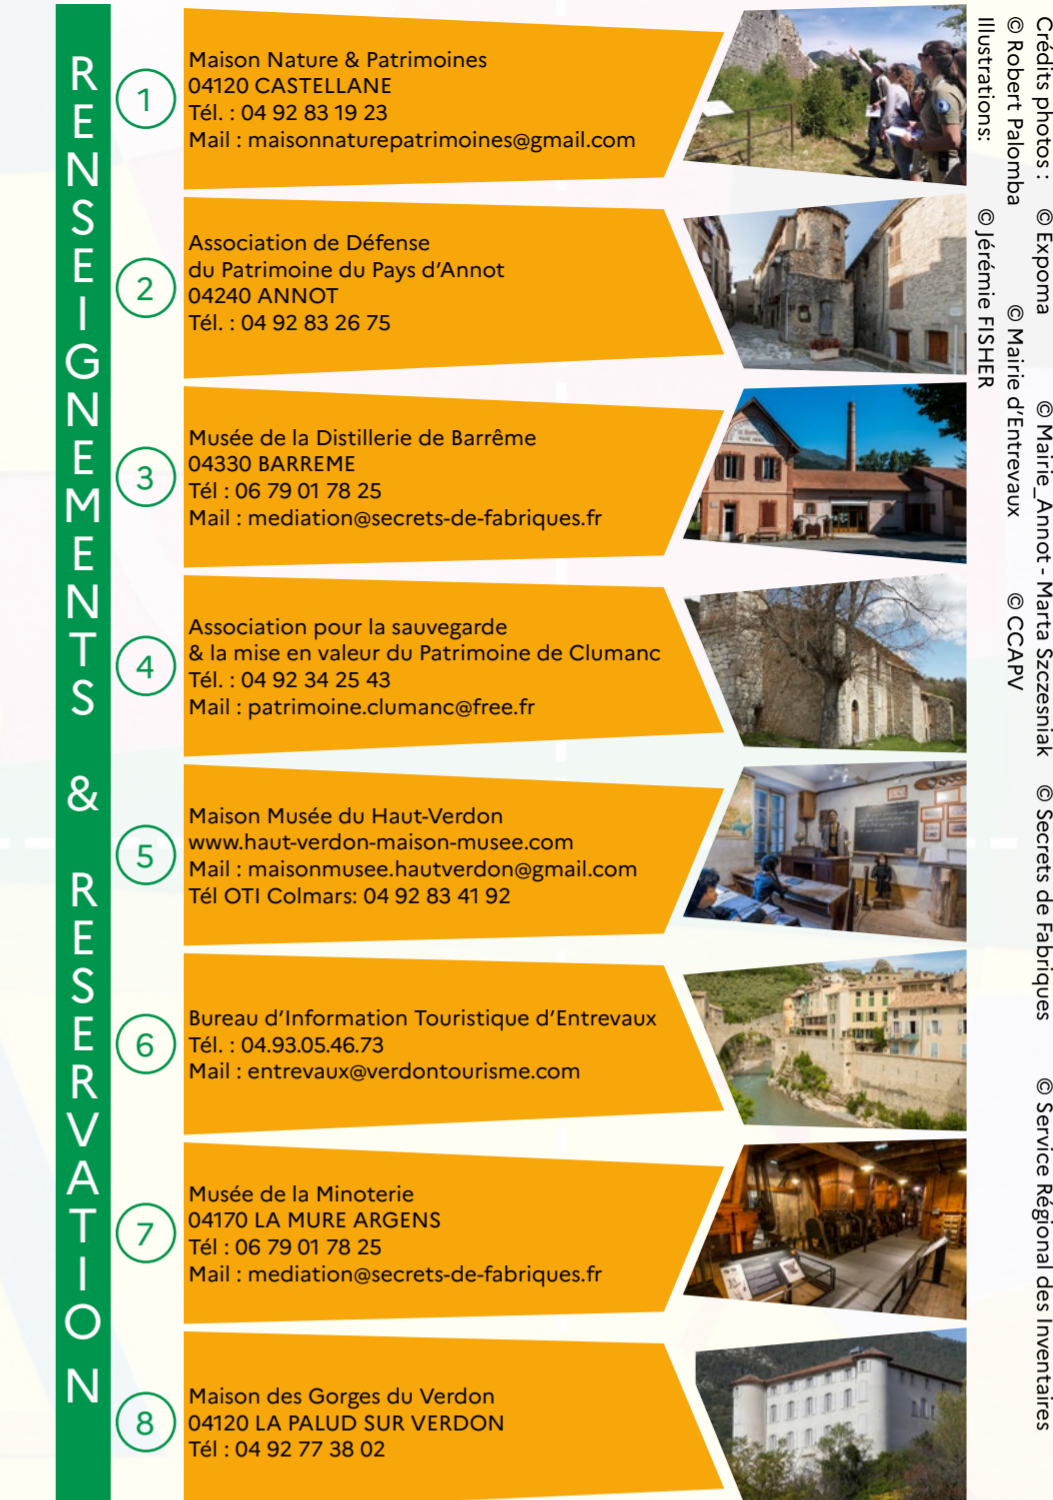 RENSEIGNEMENTS & RESERVATION
1
Maison Nature & Patrimoines
04120 CASTELLANE
Tél. : 04 92 83 19 23
Mail : maisonnaturepatrimoines@gmail.com
2
Association de Défense
du Patrimoine du Pays d'Annot
04240 ANNOT
Tél. : 04 92 83 26 75
3
Musée de la Distillerie de Barrême
04330 BARREME
Tél : 06 79 01 78 25
Mail : mediation@secrets-de-fabriques.fr
4
Association pour la sauvegarde
& la mise en valeur du Patrimoine de Clumanc
Tél. : 04 92 34 25 43
Mail : patrimoine.clumanc@free.fr
5
Maison Musée du Haut-Verdon
www.haut-verdon-maison-musee.com
Mail : maisonmusee.hautverdon@gmail.com
Tél OTI Colmars: 04 92 83 41 92
6
Bureau d'Information Touristique d'Entrevaux
Tél. : 04.93.05.46.73
Mail : entrevaux@verdontourisme.com
7
Musée de la Minoterie
04170 LA MURE ARGENS
Tél : 06 79 01 78 25
Mail : mediation@secrets-de-fabriques.fr
8
Maison des Gorges du Verdon
04120 LA PALUD SUR VERDON
Tél : 04 92 77 38 02
Crédits photos : © Expoma © Mairie_Annot - Marta Szczesniak © Secrets de Fabriques © Service Régional des Inventaires
© Robert Palomba © Mairie d'Entrevaux © CCAPV
Illustrations: © Jérémie FISHER